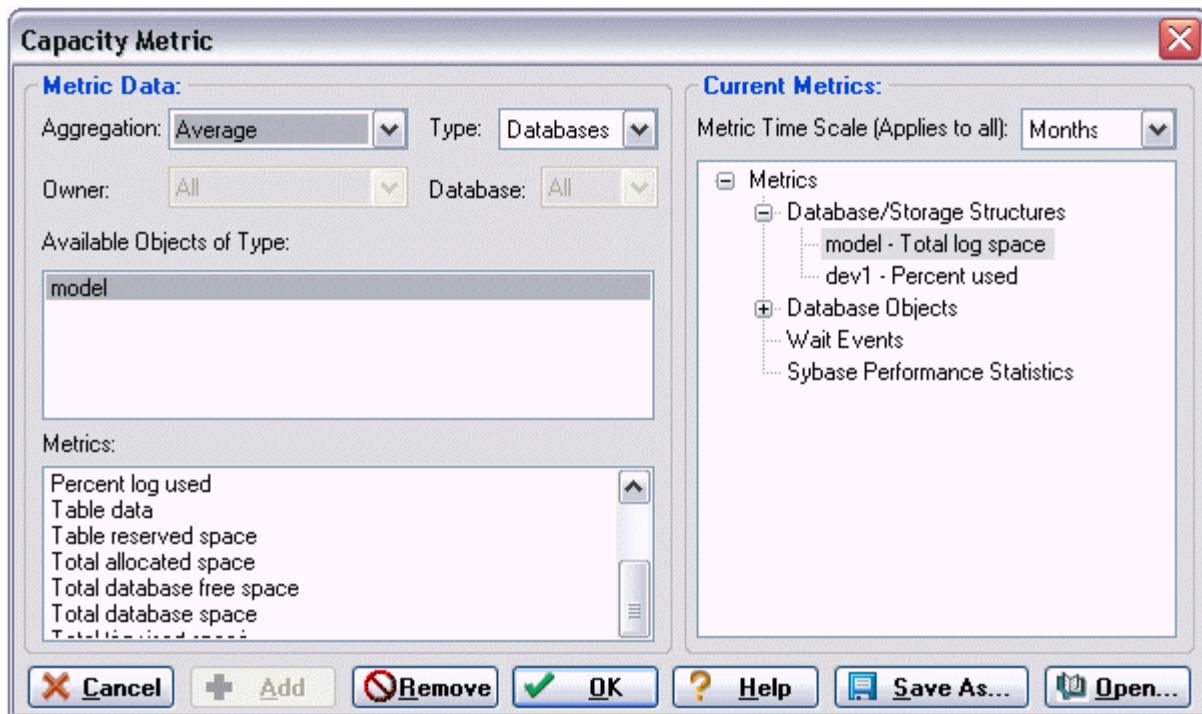 Capacity Metric
Metric Data:
Aggregation: Average Type: Databases
Owner: All Database: All
Available Objects of Type:
model
Metrics:
Percent log used
Table data
Table reserved space
Total allocated space
Total database free space
Total database space
Current Metrics:
Metric Time Scale (Applies to all): Months
Metrics
Database/Storage Structures
model - Total log space
dev1 - Percent used
Database Objects
Wait Events
Sybase Performance Statistics
Cancel Add Remove OK Help Save As... Open...